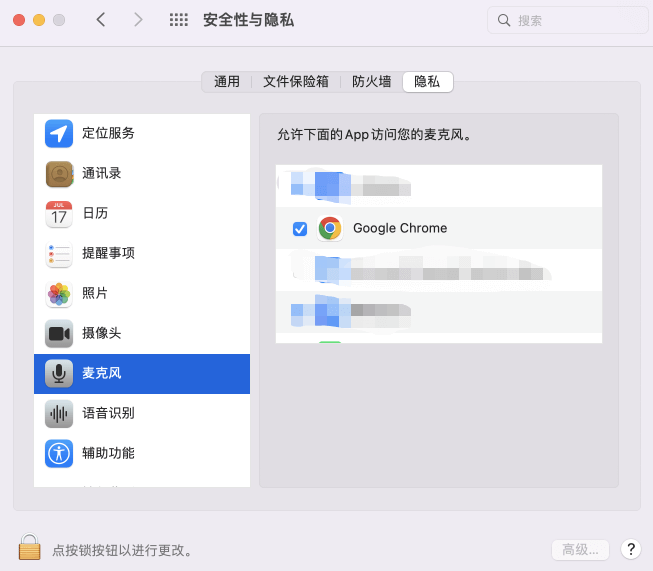 安全性与隐私
搜索
通用 文件保险箱 防火墙 隐私
定位服务
通讯录
JUL
17
日历
提醒事项
照片
摄像头
麦克风
语音识别
辅助功能
允许下面的App访问您的麦克风。
Google Chrome
点按锁按钮以进行更改。
高级...
?